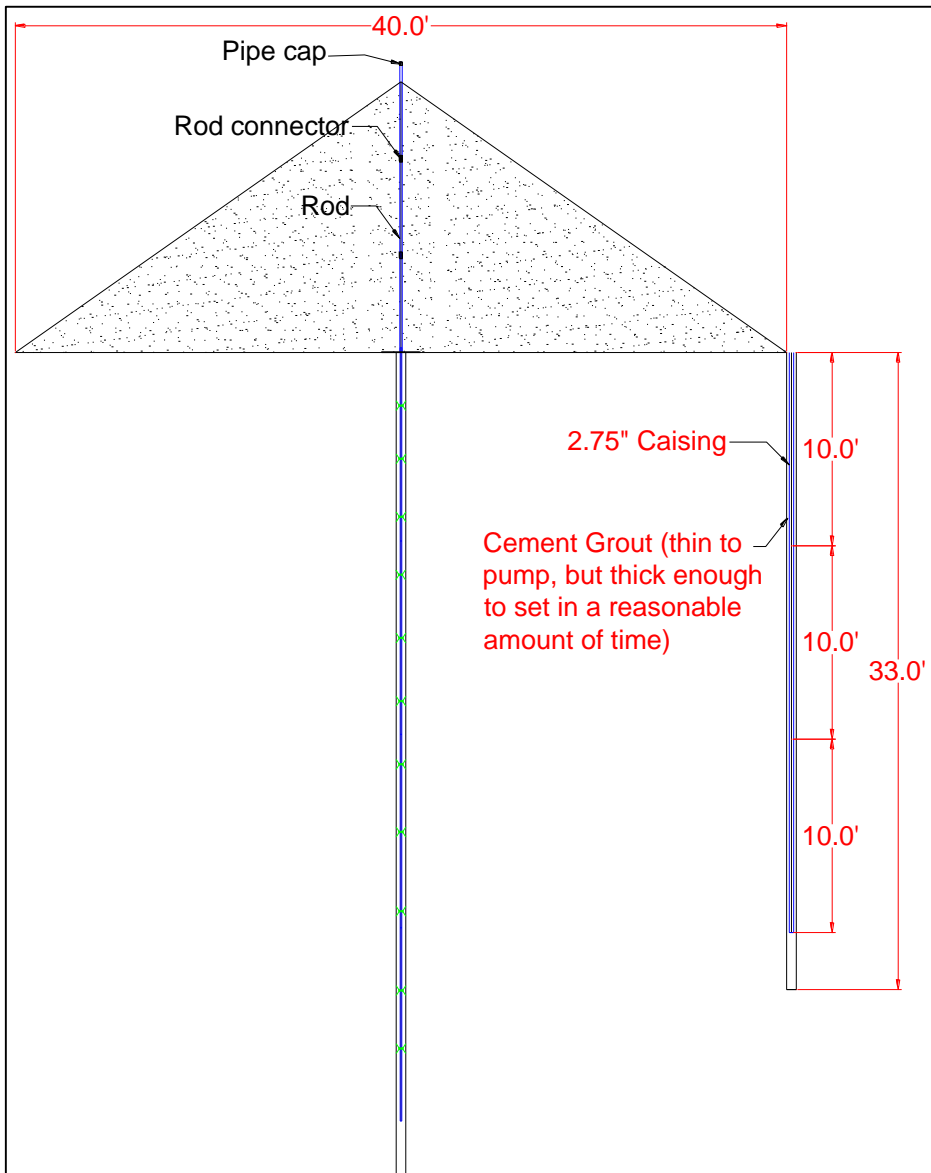 40.0'
Pipe cap
Rod connector
Rod
2.75" Caising
10.0'
Cement Grout (thin to
pump, but thick enough
to set in a reasonable
amount of time)
10.0'
33.0'
10.0'